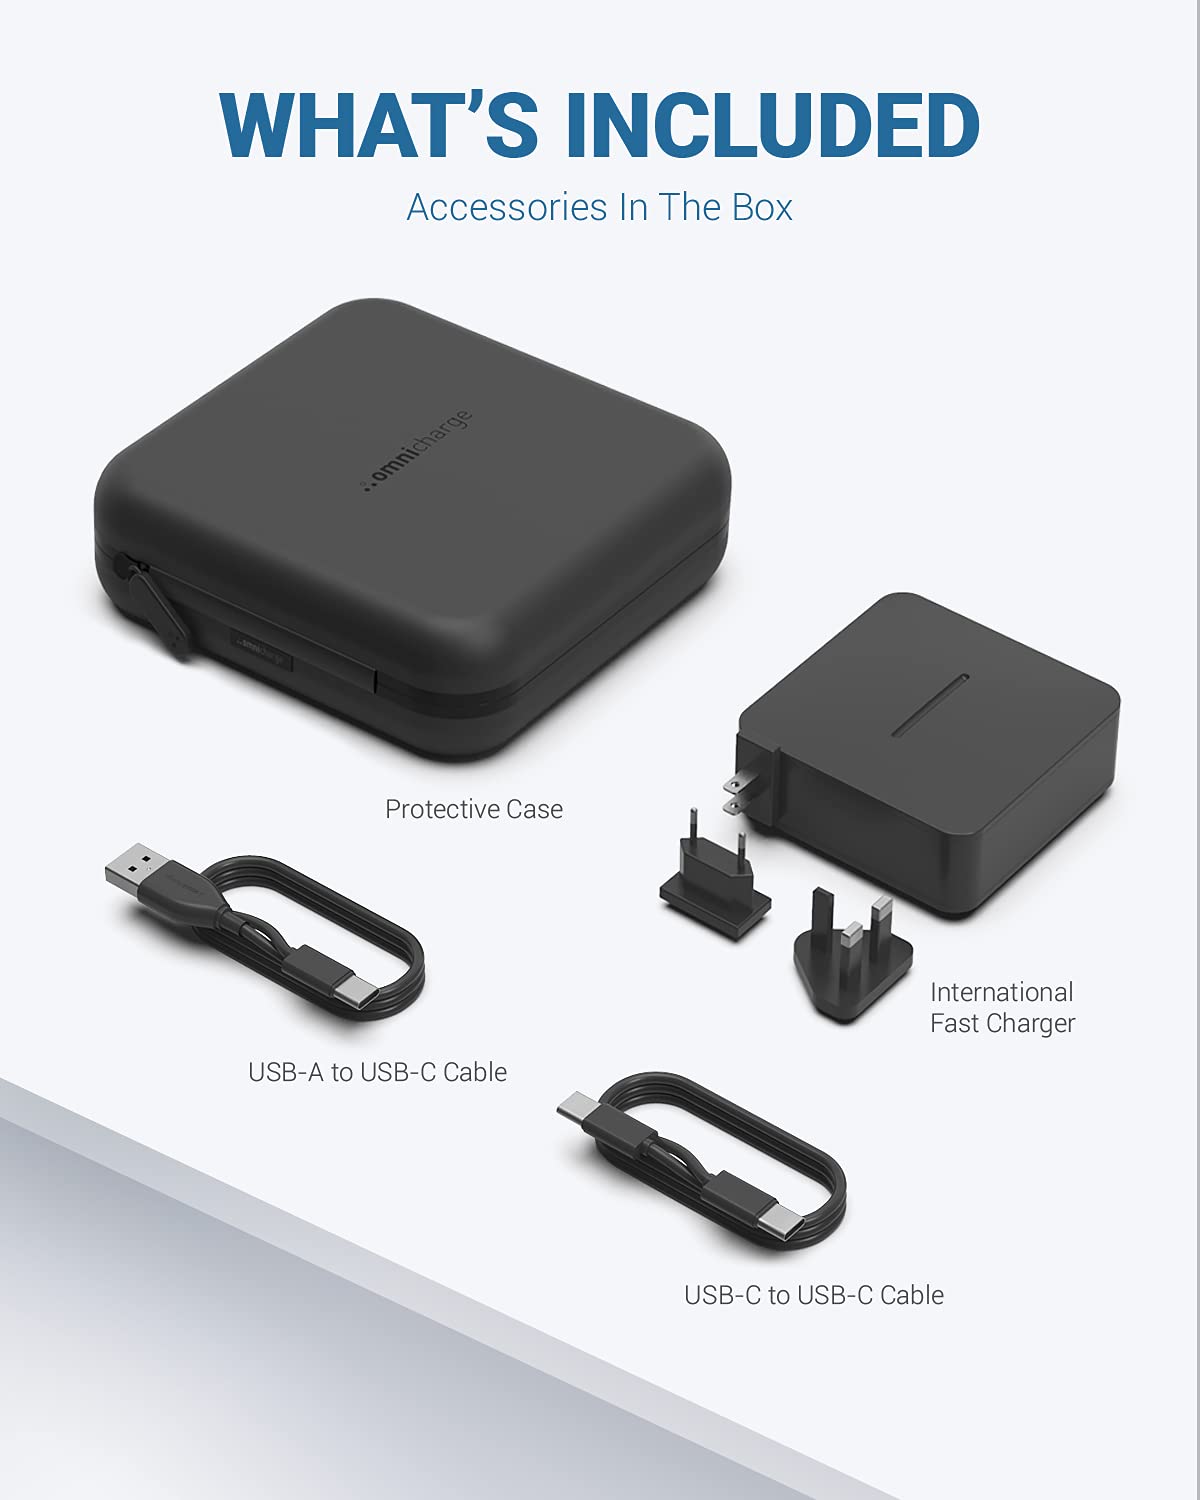 WHAT'S INCLUDED
Accessories In The Box
omnicharge
omnicharge
Protective Case
International
Fast Charger
USB-A to USB-C Cable
USB-C to USB-C Cable